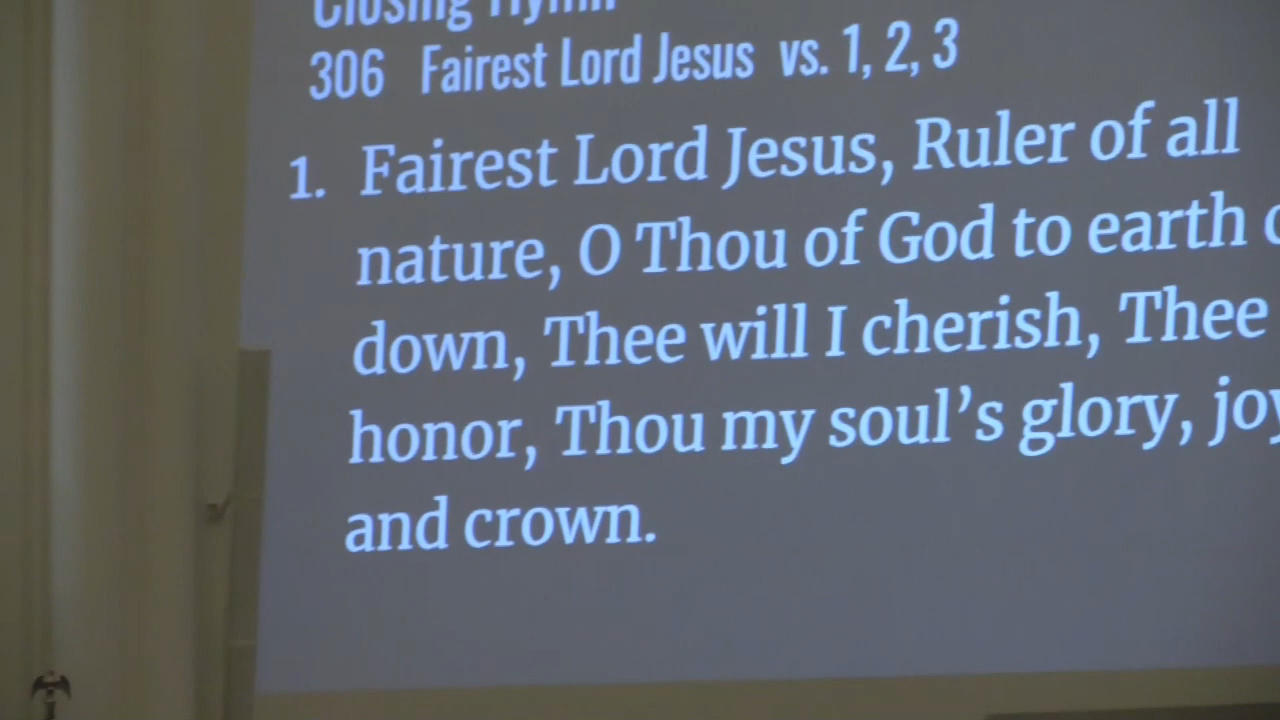 Closing Hymn
306 Fairest Lord Jesus vs. 1, 2, 3
1. Fairest Lord Jesus, Ruler of all
nature, O Thou of God to earth
down, Thee will I cherish, Thee
honor, Thou my soul’s glory, joy
and crown.